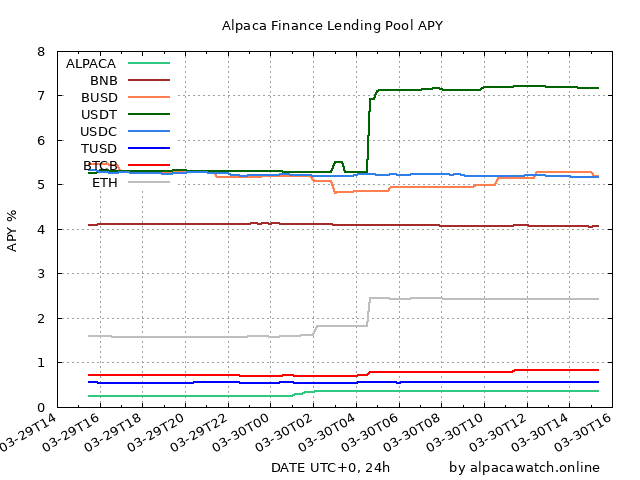 Alpaca Finance Lending Pool APY
8
7
6
5
4
3
2
1
0
APY %
ALPACA
BNB
BUSD
USDT
USDC
TUSD
BTCB
ETH
03-29T14
03-29T16
03-29T18
03-29T20
03-29T22
03-30T00
03-30T02
03-30T04
03-30T06
03-30T08
03-30T10
03-30T12
03-30T14
03-30T16
DATE UTC+0, 24h
by alpacawatch.online